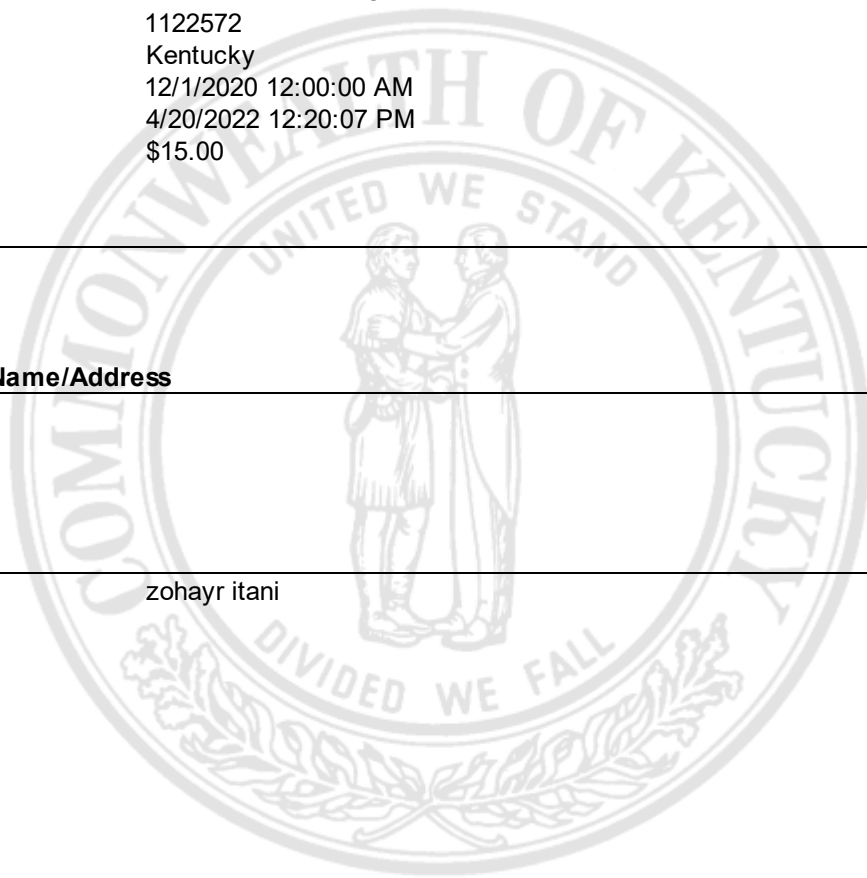 1122572
Kentucky
12/1/2020 12:00:00 AM
4/20/2022 12:20:07 PM
$15.00
COMMONWEALTH OF KENTUCKY
UNITED WE STAND
Name/Address
zohayr itani
DIVIDED WE FALL